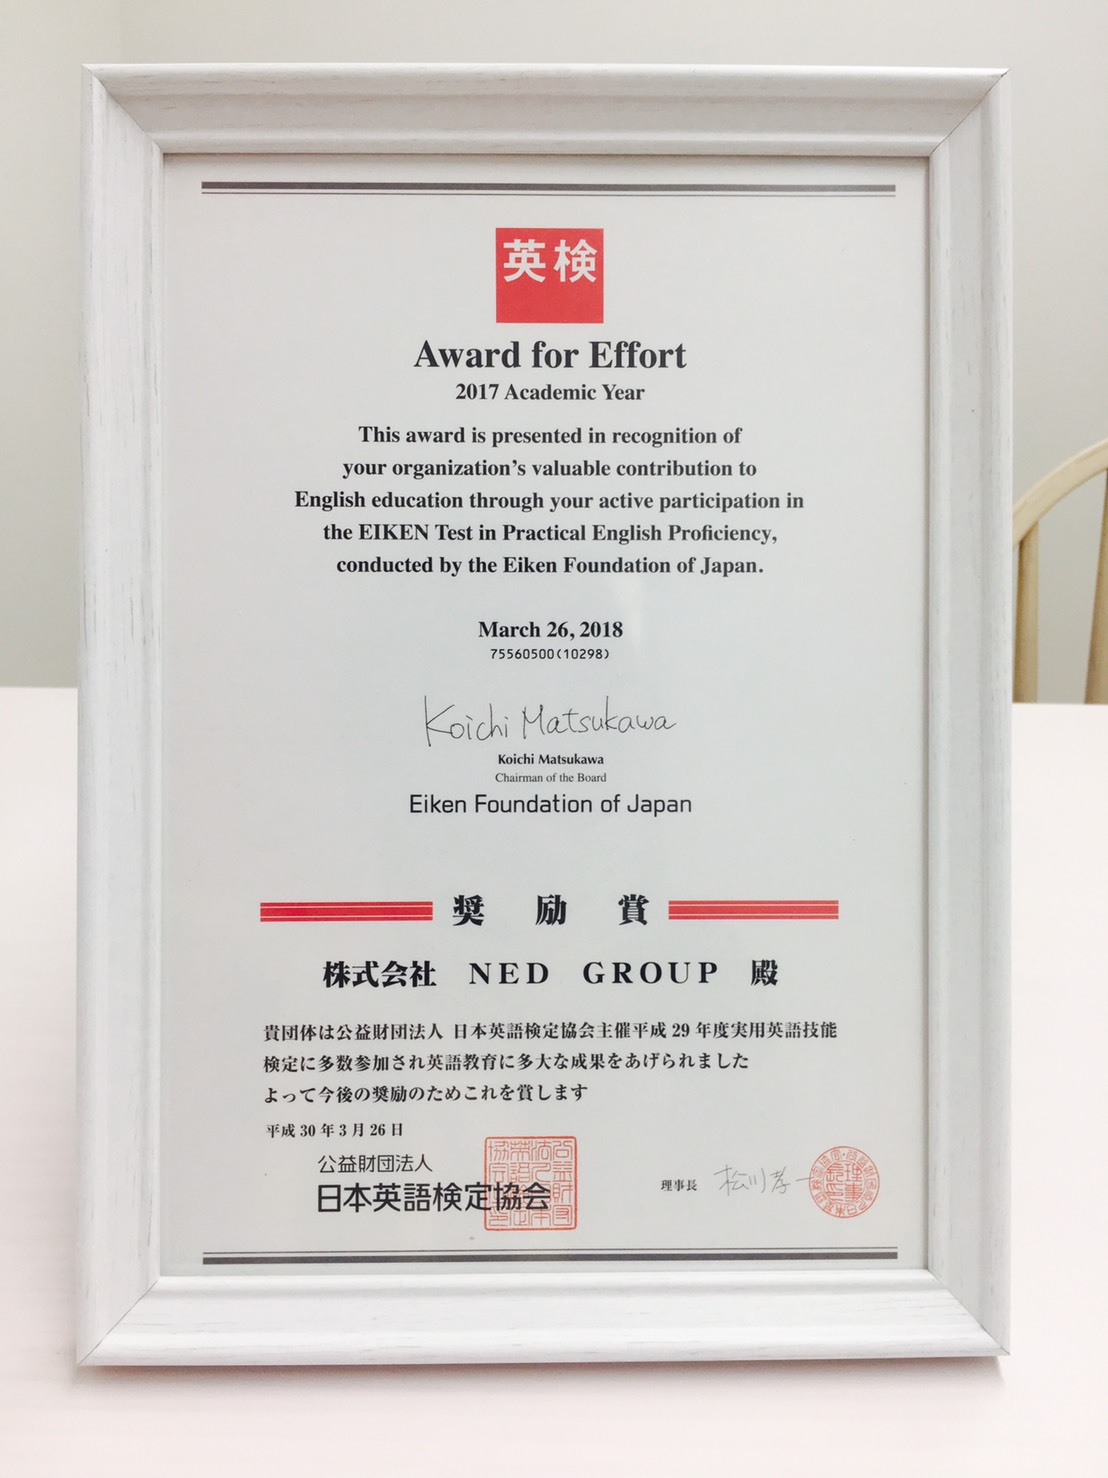 英検
Award for Effort
2017 Academic Year
This award is presented in recognition of
your organization's valuable contribution to
English education through your active participation in
the EIKEN Test in Practical English Proficiency,
conducted by the Eiken Foundation of Japan.
March 26, 2018
75560500(10298)
Koichi Matsukawa
Koichi Matsukawa
Chairman of the Board
Eiken Foundation of Japan
奨励賞
株式会社 NED GROUP 殿
貴団体は公益財団法人 日本英語検定協会主催平成29年度実用英語技能
検定に多数参加され英語教育に多大な成果をあげられました
よって今後の奨励のためこれを賞します
平成30年3月26日
公益財団法人
日本英語検定協会
理事長 松川孝一